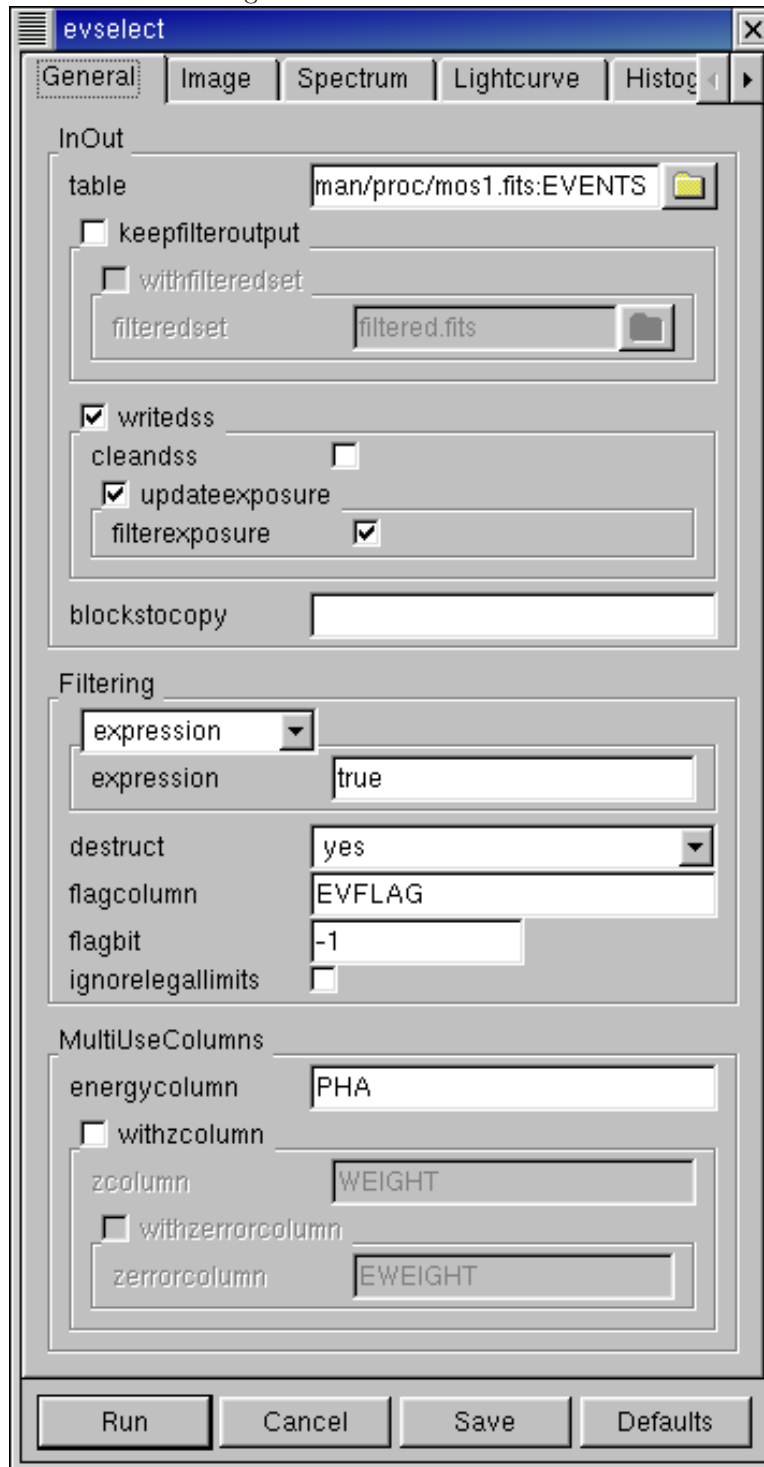 evselect
General Image Spectrum Lightcurve Histog
InOut
table man/proc/mos1.fits:EVENTS
keepfilteroutput
withfilteredset
filteredset filtered.fits
writedss
cleandss
updateexposure
filterexposure
blockstocopy
Filtering
expression
expression true
destruct yes
flagcolumn EVFLAG
flagbit -1
ignorelegallimits
MultiUseColumns
energycolumn PHA
withzcolumn
zcolumn WEIGHT
withzerrorcolumn
zerrorcolumn EWEIGHT
Run Cancel Save Defaults